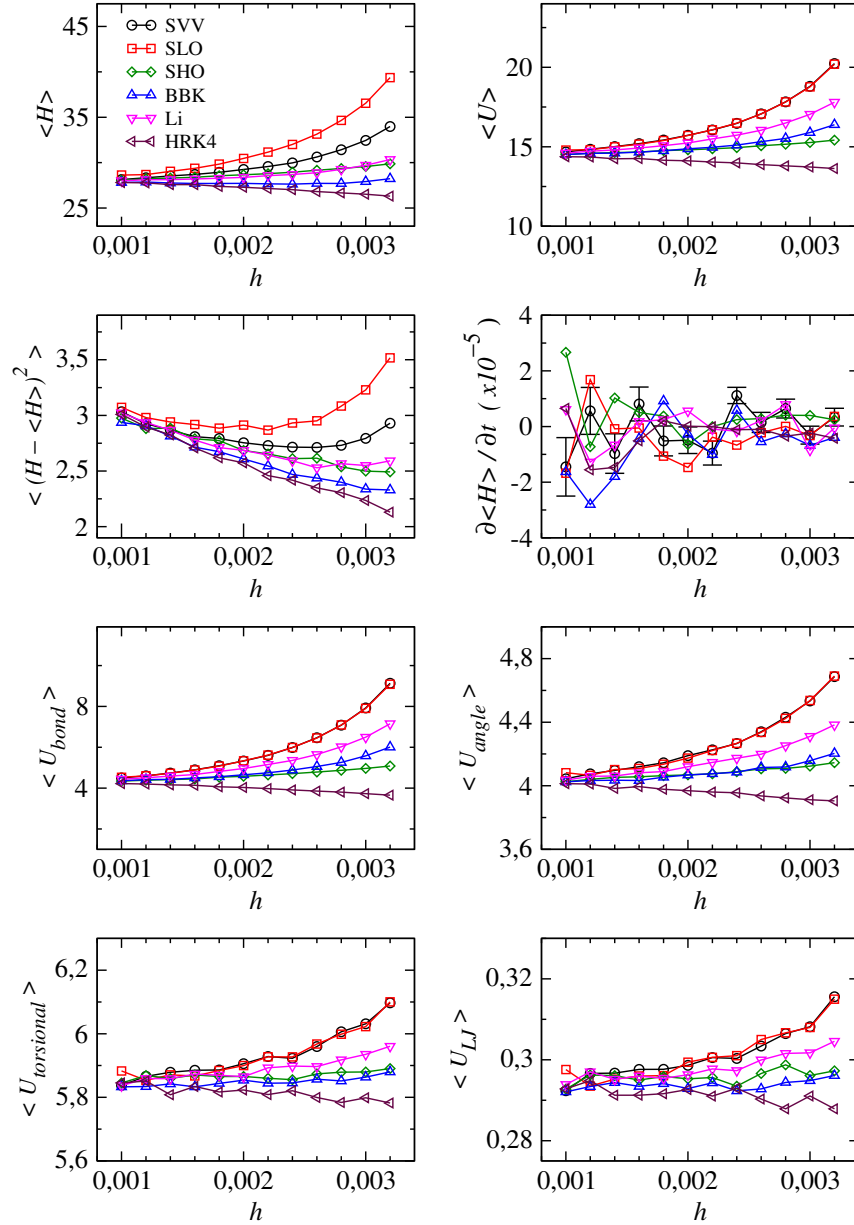 45
35
25
<H>
SVV
SLO
SHO
BBK
Li
HRK4
0,001 0,002 0,003
h
20
15
10
<U>
0,001 0,002 0,003
h
3,5
3
2,5
2
< (H - <H>)² >
0,001 0,002 0,003
h
4
2
0
-2
-4
∂<H> / ∂t ( x10⁻⁵ )
0,001 0,002 0,003
h
8
4
< U_bond >
0,001 0,002 0,003
h
4,8
4,4
4
3,6
< U_angle >
0,001 0,002 0,003
h
6,2
6
5,8
5,6
< U_torsional >
0,001 0,002 0,003
h
0,32
0,3
0,28
< U_LJ >
0,001 0,002 0,003
h